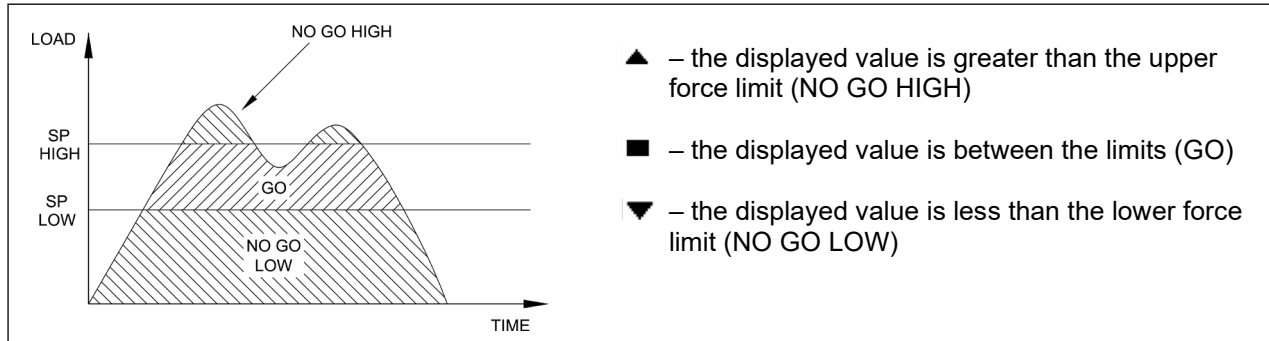 LOAD
NO GO HIGH
SP
HIGH
GO
SP
LOW
NO GO
LOW
TIME
▲ – the displayed value is greater than the upper
force limit (NO GO HIGH)
■ – the displayed value is between the limits (GO)
▼ – the displayed value is less than the lower force
limit (NO GO LOW)